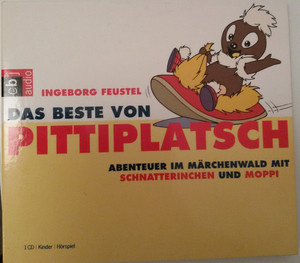 cbj audio
INGEBORG FEUSTEL
DAS BESTE VON
PITTIPLATSCH
ABENTEUER IM MÄRCHENWALD MIT
SCHNATTERINCHEN UND MOPPI
1 CD | Kinder | Hörspiel